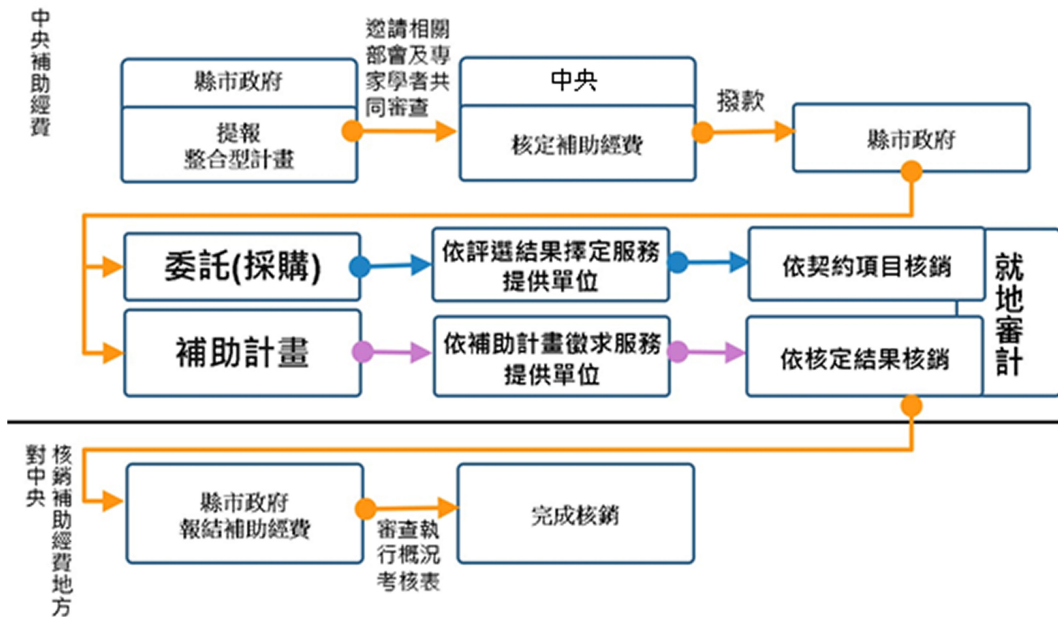 中央補助經費
縣市政府
提報
整合型計畫
邀請相關
部會及專
家學者共
同審查
中央
核定補助經費
撥款
縣市政府
委託(採購)
依評選結果擇定服務
提供單位
依契約項目核銷
補助計畫
依補助計畫徵求服務
提供單位
依核定結果核銷
就地審計
核銷補助經費地方
對中央
縣市政府
報結補助經費
審查執
行概況
考核表
完成核銷